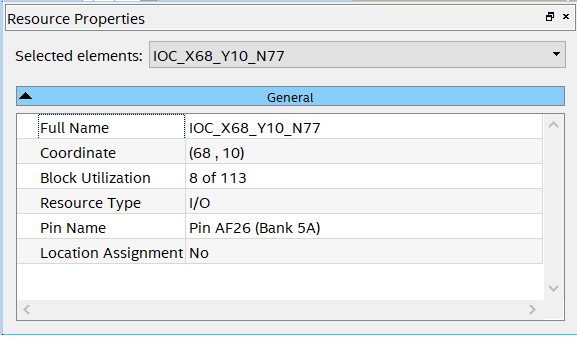 Resource Properties
Selected elements: IOC_X68_Y10_N77
General
Full Name IOC_X68_Y10_N77
Coordinate (68 , 10)
Block Utilization 8 of 113
Resource Type I/O
Pin Name Pin AF26 (Bank 5A)
Location Assignment No